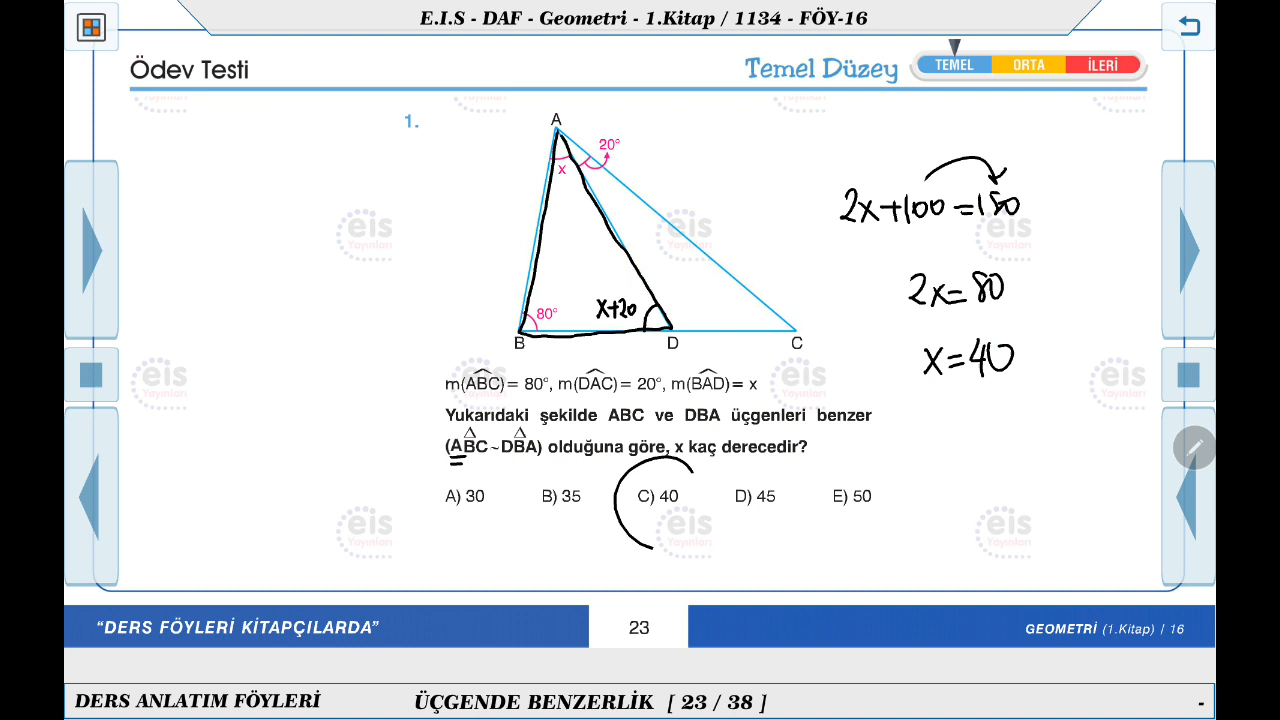 E.I.S - DAF - Geometri - 1.Kitap / 1134 - FÖY-16
Ödev Testi
Temel Düzey
TEMEL ORTA İLERİ
1.
A
20°
x
2x+100=180
2x=80
x=40
80°
x+20
B D C
m(ABC) = 80°, m(DAC) = 20°, m(BAD) = x
Yukarıdaki şekilde ABC ve DBA üçgenleri benzer
(ABC ~ DBA) olduğuna göre, x kaç derecedir?
A) 30 B) 35 C) 40 D) 45 E) 50
eis
Yayınları
"DERS FÖYLERİ KİTAPÇILARDA"
23
GEOMETRİ (1.Kitap) / 16
DERS ANLATIM FÖYLERİ
ÜÇGENDE BENZERLİK [ 23 / 38 ]
-